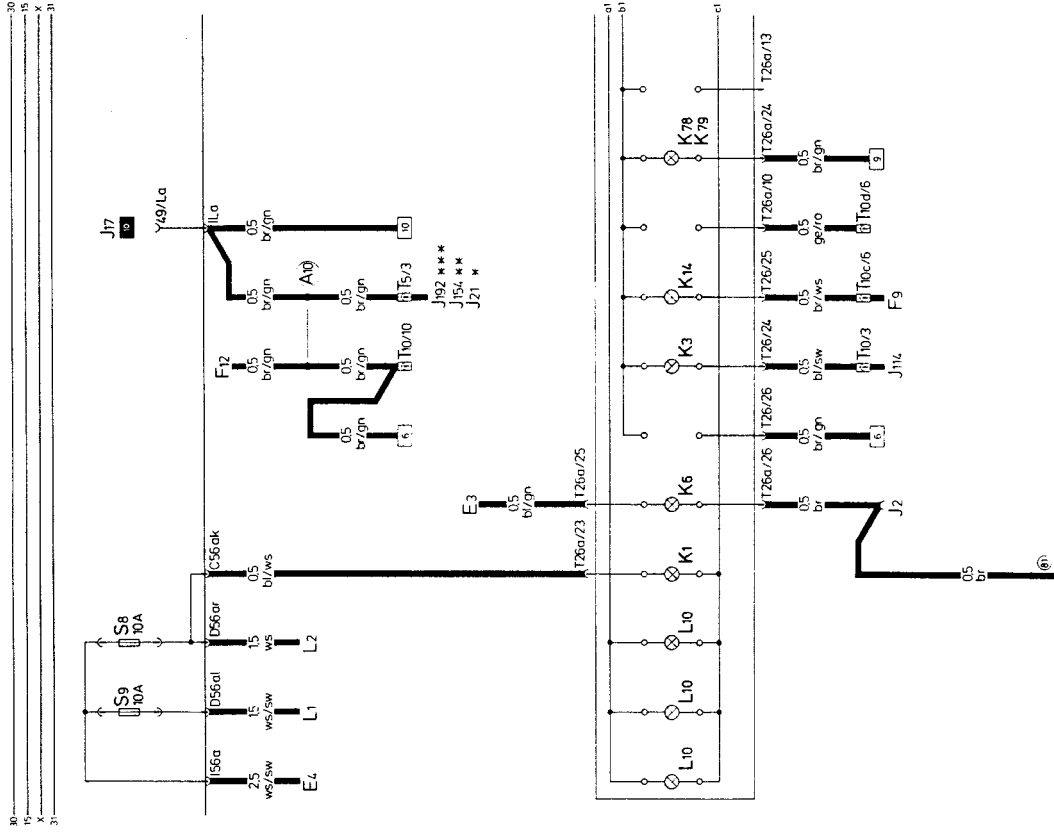 30
15
X
31
30
15
X
31
J17
10
49/La
ILa
0,5
br/gn
10
0,5
br/gn
A10
0,5
br/gn
T5/3
J192 ***
J154 **
J21 *
F12
0,5
br/gn
0,5
br/gn
T10/10
0,5
br/gn
6
C56ak
0,5
bl/ws
T26a/23
S8
10A
D56ar
1,5
ws
L2
S9
10A
D56al
1,5
ws/sw
L1
I56a
2,5
ws/sw
E4
E3
0,5
bl/gn
T26a/25
a1
b1
c1
K78
K79
K14
K3
K6
K1
L10
L10
L10
T26a/13
T26a/24
0,5
br/gn
9
T26a/10
0,5
ge/ro
T10d/6
T26/25
0,5
br/ws
T10c/6
F9
T26/24
0,5
bl/sw
T10/3
J114
T26/26
0,5
br/gn
6
T26a/26
0,5
br
J2
0,5
br
81